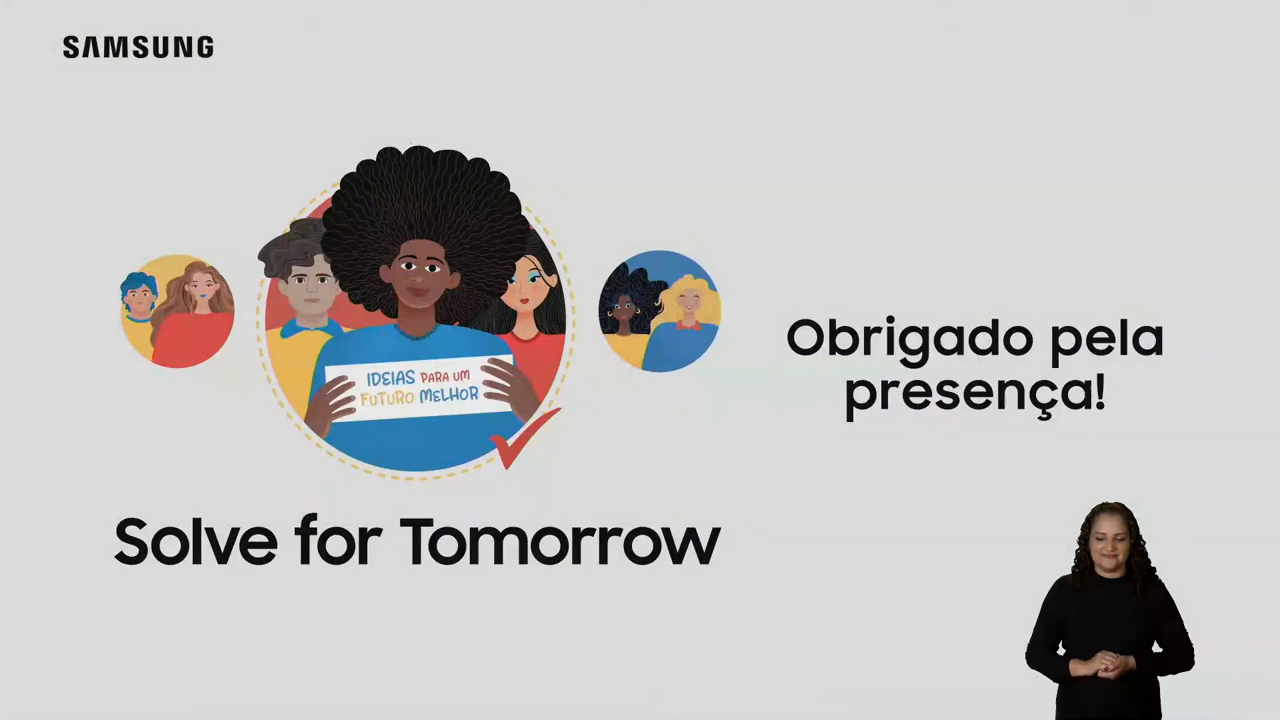 SAMSUNG
IDEIAS PARA UM
FUTURO MELHOR
Obrigado pela
presença!
Solve for Tomorrow